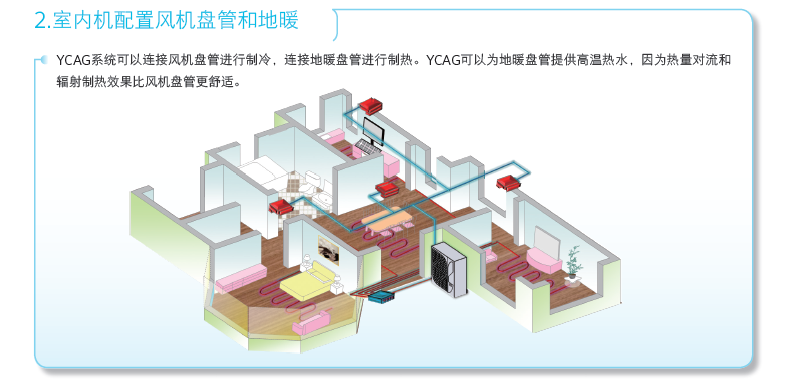 2.室内机配置风机盘管和地暖
YCAG系统可以连接风机盘管进行制冷，连接地暖盘管进行制热。YCAG可以为地暖盘管提供高温热水，因为热量对流和
辐射制热效果比风机盘管更舒适。